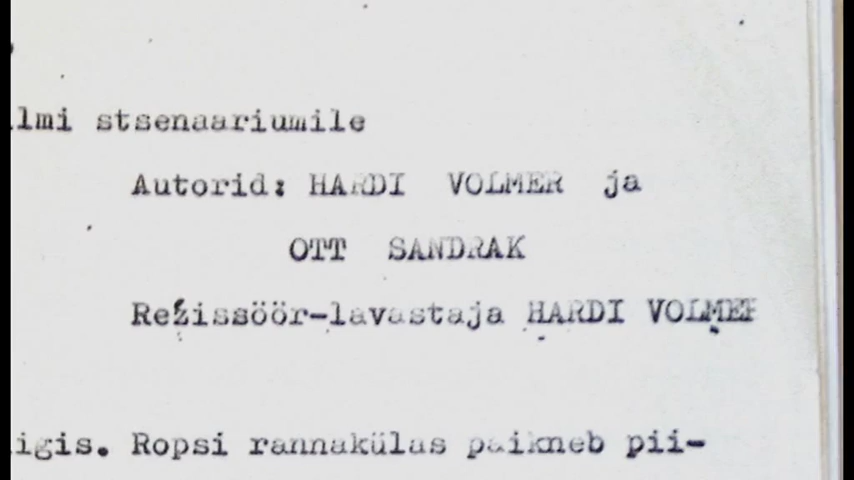 lmi stsenaariumile
Autorid: HARDI VOLMER ja
OTT SANDRAK
Režissöör-lavastaja HARDI VOLMER
igis. Ropsi rannakülas paikneb pii-